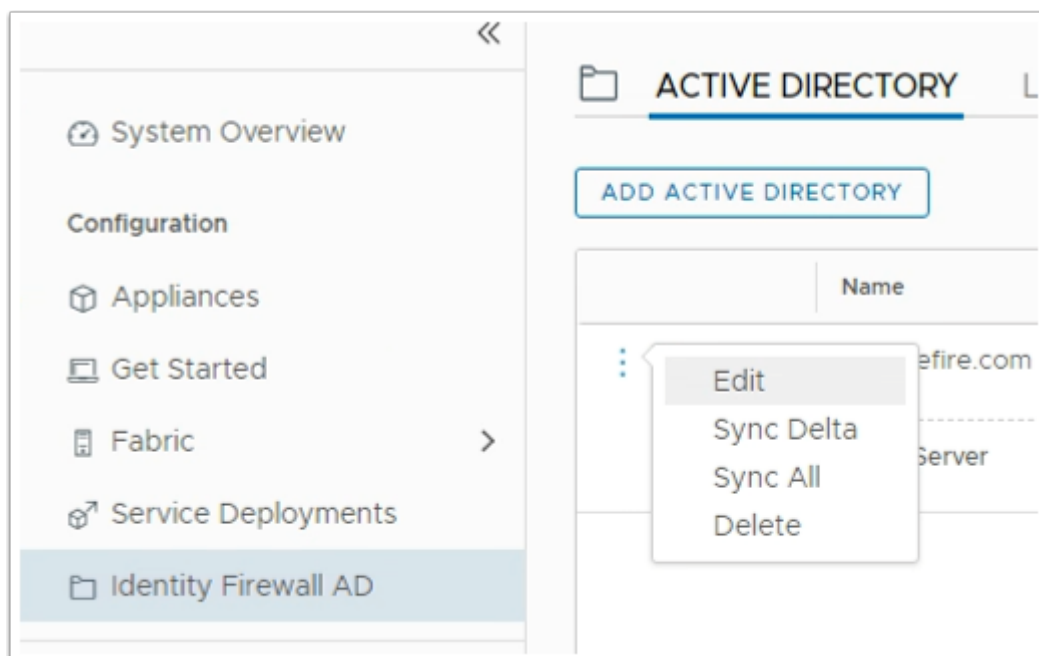 System Overview
Configuration
Appliances
Get Started
Fabric
Service Deployments
Identity Firewall AD
ACTIVE DIRECTORY
ADD ACTIVE DIRECTORY
Name
efire.com
Edit
Sync Delta
Server
Sync All
Delete